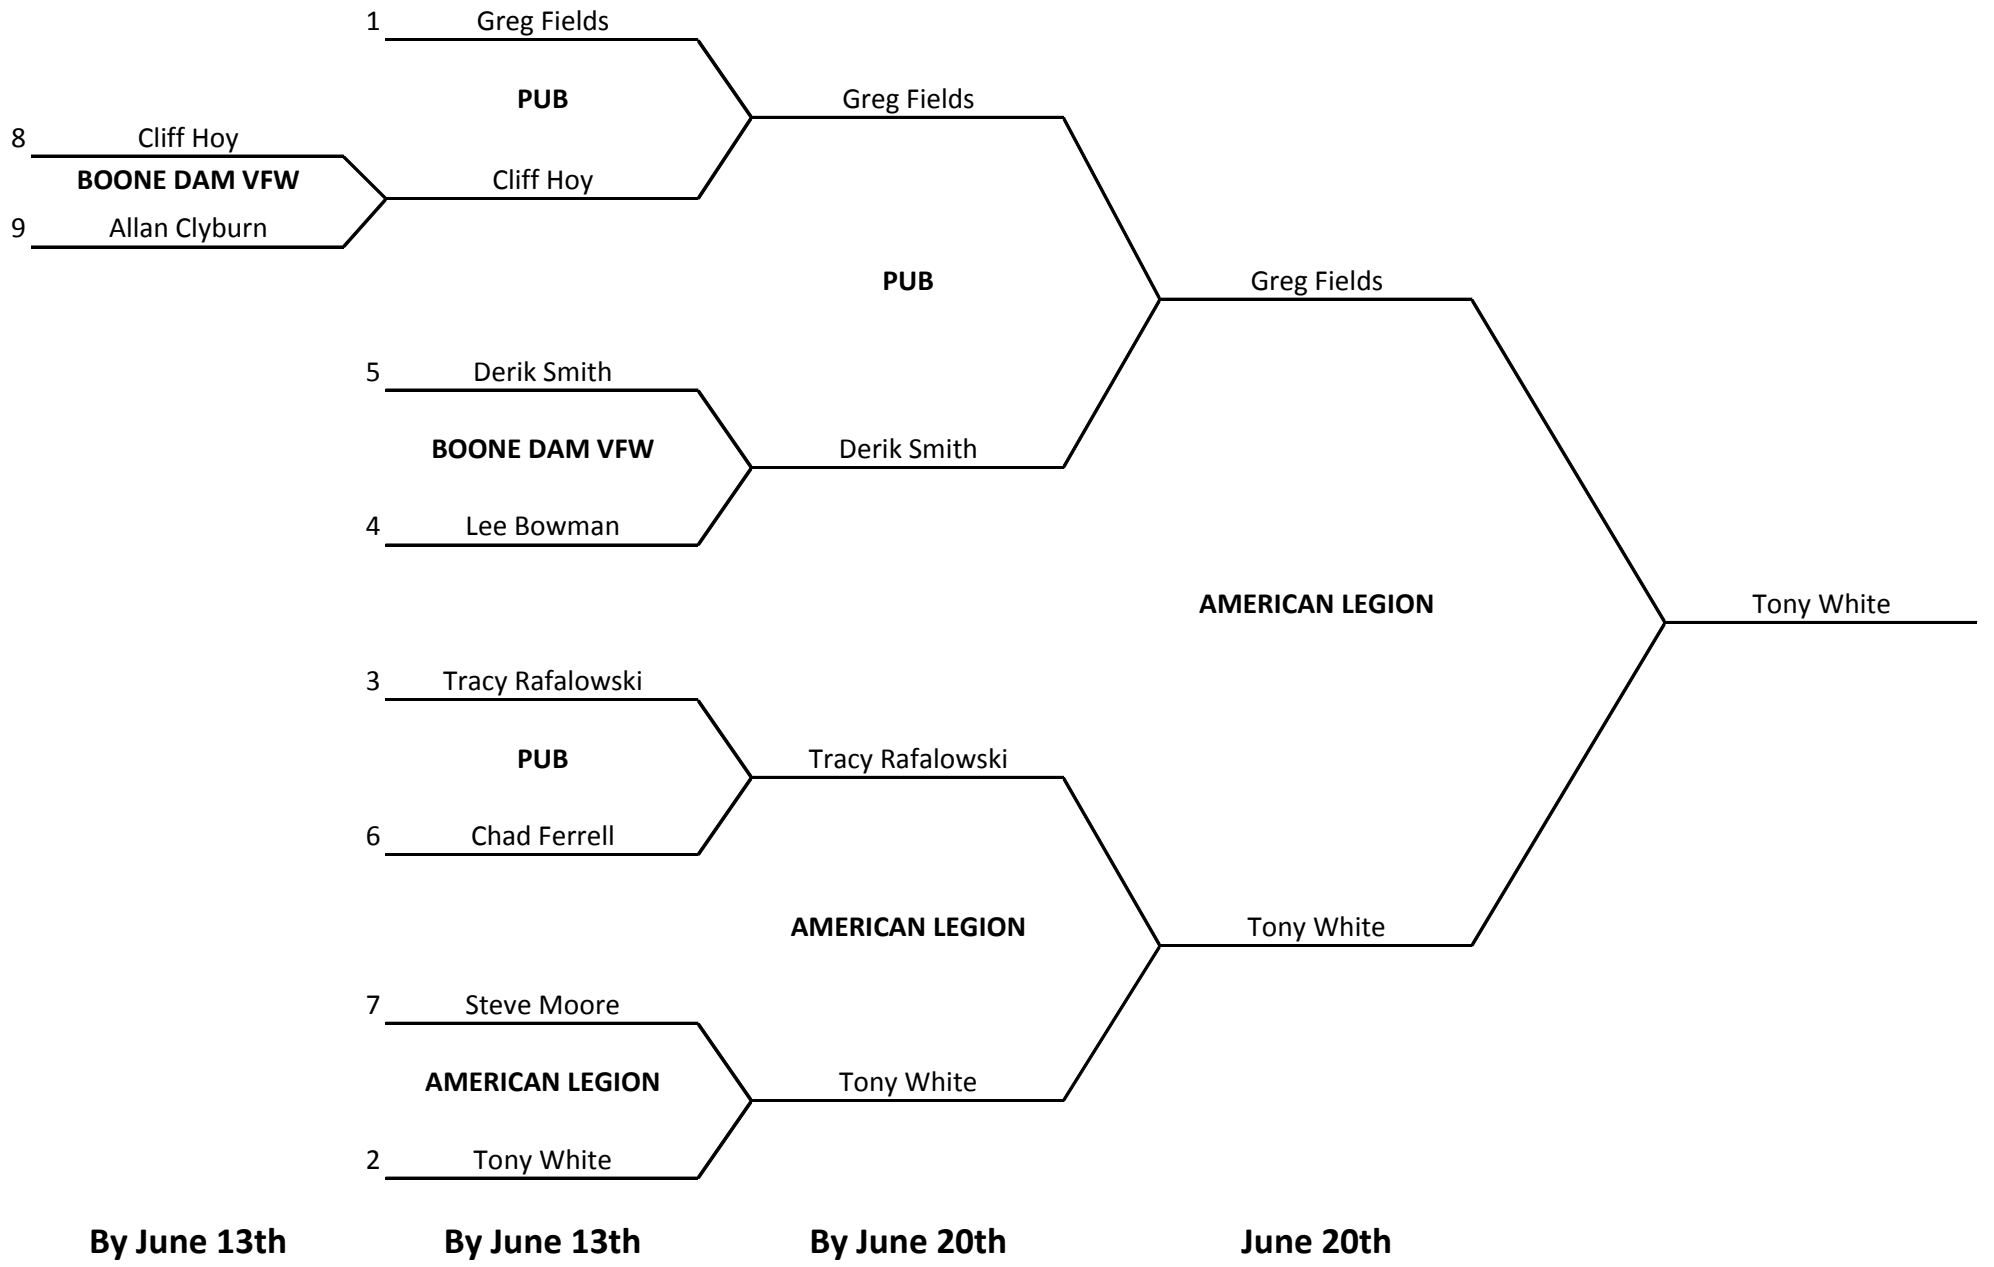 1 Greg Fields
PUB
Greg Fields
8 Cliff Hoy
BOONE DAM VFW
Cliff Hoy
9 Allan Clyburn
PUB
Greg Fields
5 Derik Smith
BOONE DAM VFW
Derik Smith
4 Lee Bowman
AMERICAN LEGION
Tony White
3 Tracy Rafalowski
PUB
Tracy Rafalowski
6 Chad Ferrell
AMERICAN LEGION
Tony White
7 Steve Moore
AMERICAN LEGION
Tony White
2 Tony White
By June 13th
By June 13th
By June 20th
June 20th